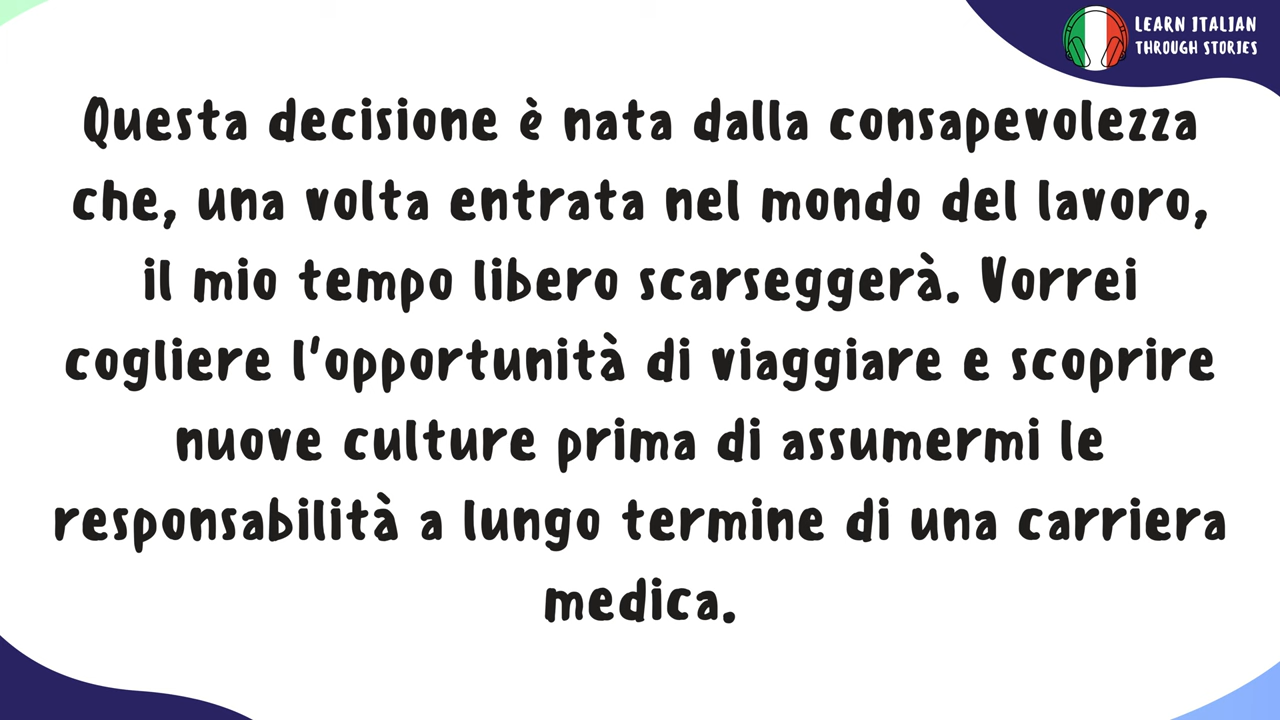 LEARN ITALIAN
THROUGH STORIES
Questa decisione è nata dalla consapevolezza
che, una volta entrata nel mondo del lavoro,
il mio tempo libero scarseggerà. Vorrei
cogliere l'opportunità di viaggiare e scoprire
nuove culture prima di assumermi le
responsabilità a lungo termine di una carriera
medica.